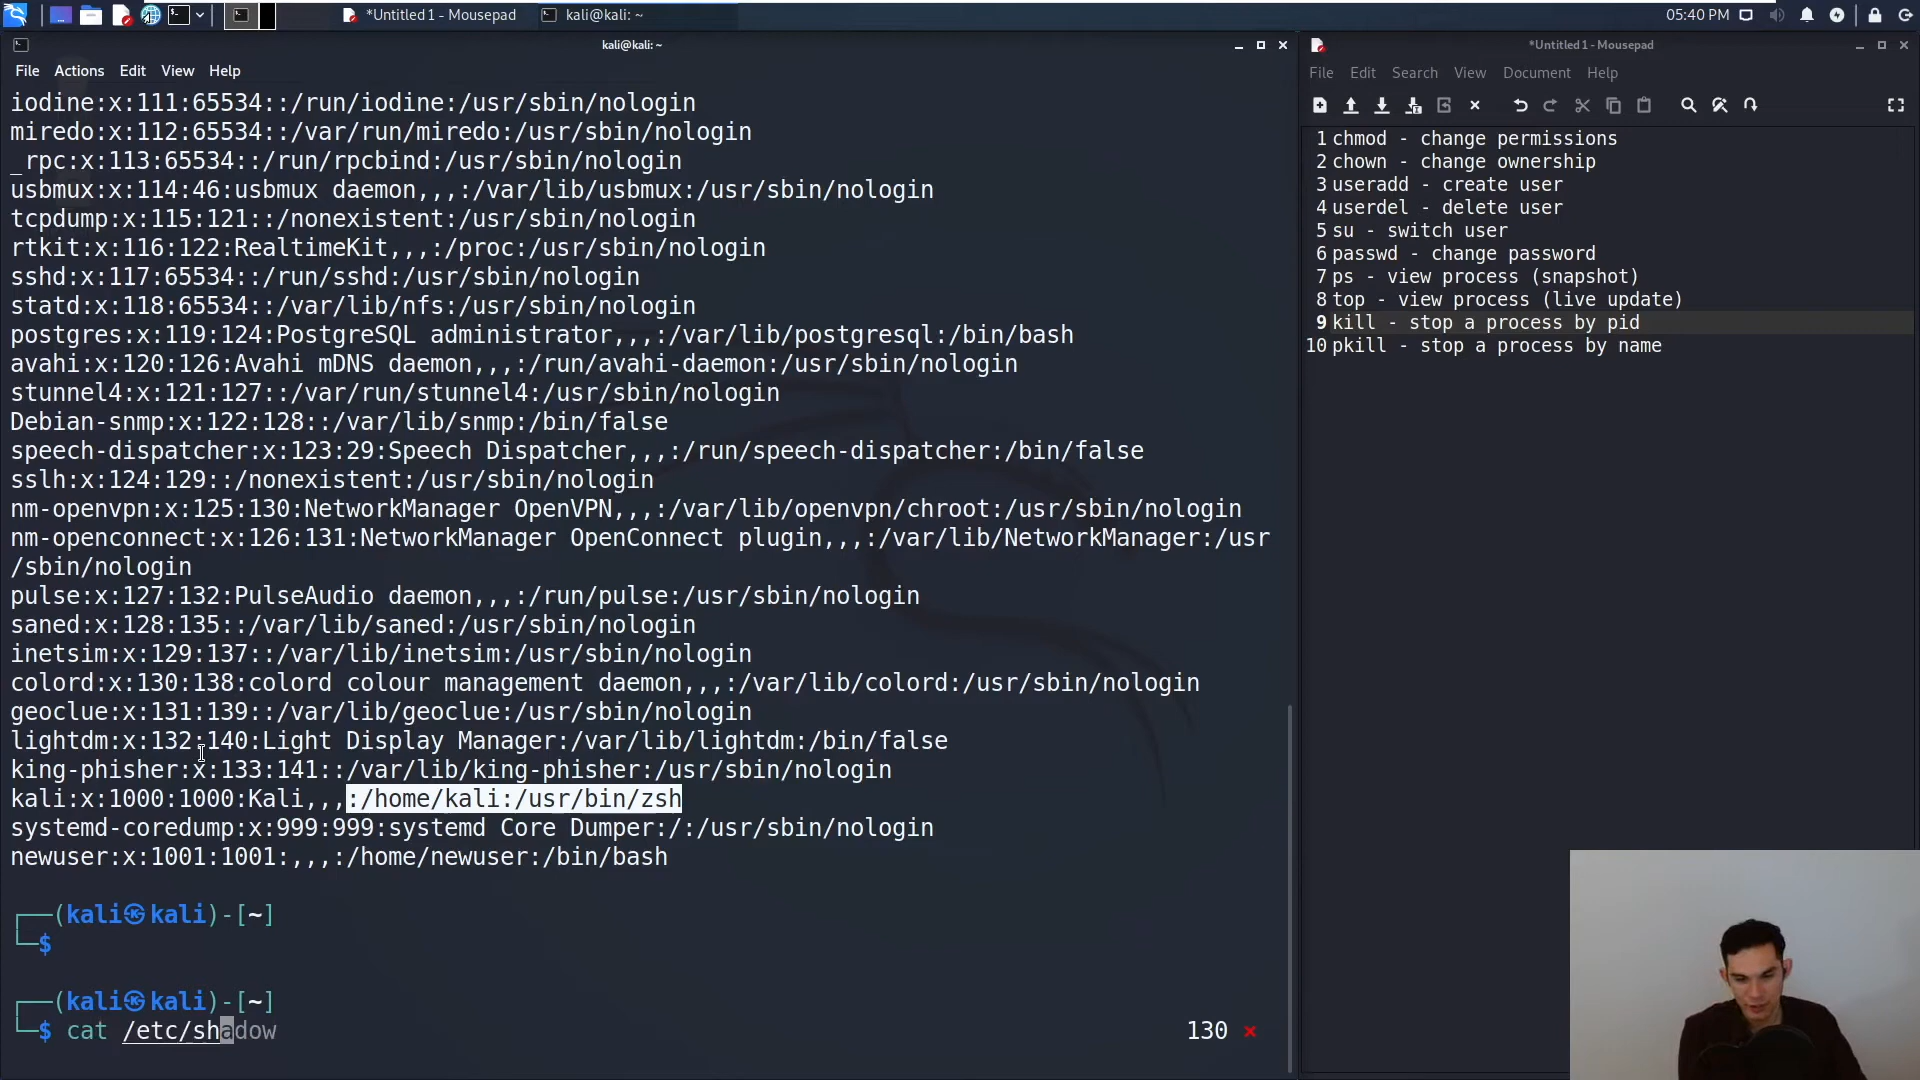 *Untitled 1 - Mousepad
kali@kali: ~
05:40 PM
kali@kali: ~
File Actions Edit View Help
iodine:x:111:65534::/run/iodine:/usr/sbin/nologin
miredo:x:112:65534::/var/run/miredo:/usr/sbin/nologin
_rpc:x:113:65534::/run/rpcbind:/usr/sbin/nologin
usbmux:x:114:46:usbmux daemon,,,:/var/lib/usbmux:/usr/sbin/nologin
tcpdump:x:115:121::/nonexistent:/usr/sbin/nologin
rtkit:x:116:122:RealtimeKit,,,:/proc:/usr/sbin/nologin
sshd:x:117:65534::/run/sshd:/usr/sbin/nologin
statd:x:118:65534::/var/lib/nfs:/usr/sbin/nologin
postgres:x:119:124:PostgreSQL administrator,,,:/var/lib/postgresql:/bin/bash
avahi:x:120:126:Avahi mDNS daemon,,,:/run/avahi-daemon:/usr/sbin/nologin
stunnel4:x:121:127::/var/run/stunnel4:/usr/sbin/nologin
Debian-snmp:x:122:128::/var/lib/snmp:/bin/false
speech-dispatcher:x:123:29:Speech Dispatcher,,,:/run/speech-dispatcher:/bin/false
sslh:x:124:129::/nonexistent:/usr/sbin/nologin
nm-openvpn:x:125:130:NetworkManager OpenVPN,,,:/var/lib/openvpn/chroot:/usr/sbin/nologin
nm-openconnect:x:126:131:NetworkManager OpenConnect plugin,,,:/var/lib/NetworkManager:/usr
/sbin/nologin
pulse:x:127:132:PulseAudio daemon,,,:/run/pulse:/usr/sbin/nologin
saned:x:128:135::/var/lib/saned:/usr/sbin/nologin
inetsim:x:129:137::/var/lib/inetsim:/usr/sbin/nologin
colord:x:130:138:colord colour management daemon,,,:/var/lib/colord:/usr/sbin/nologin
geoclue:x:131:139::/var/lib/geoclue:/usr/sbin/nologin
lightdm:x:132:140:Light Display Manager:/var/lib/lightdm:/bin/false
king-phisher:x:133:141::/var/lib/king-phisher:/usr/sbin/nologin
kali:x:1000:1000:Kali,,,:/home/kali:/usr/bin/zsh
systemd-coredump:x:999:999:systemd Core Dumper:/:/usr/sbin/nologin
newuser:x:1001:1001:,,,:/home/newuser:/bin/bash
┌──(kali㉿kali)-[~]
└─$
┌──(kali㉿kali)-[~]
└─$ cat /etc/shadow 130 ⨯
*Untitled 1 - Mousepad
File Edit Search View Document Help
1 chmod - change permissions
2 chown - change ownership
3 useradd - create user
4 userdel - delete user
5 su - switch user
6 passwd - change password
7 ps - view process (snapshot)
8 top - view process (live update)
9 kill - stop a process by pid
10 pkill - stop a process by name